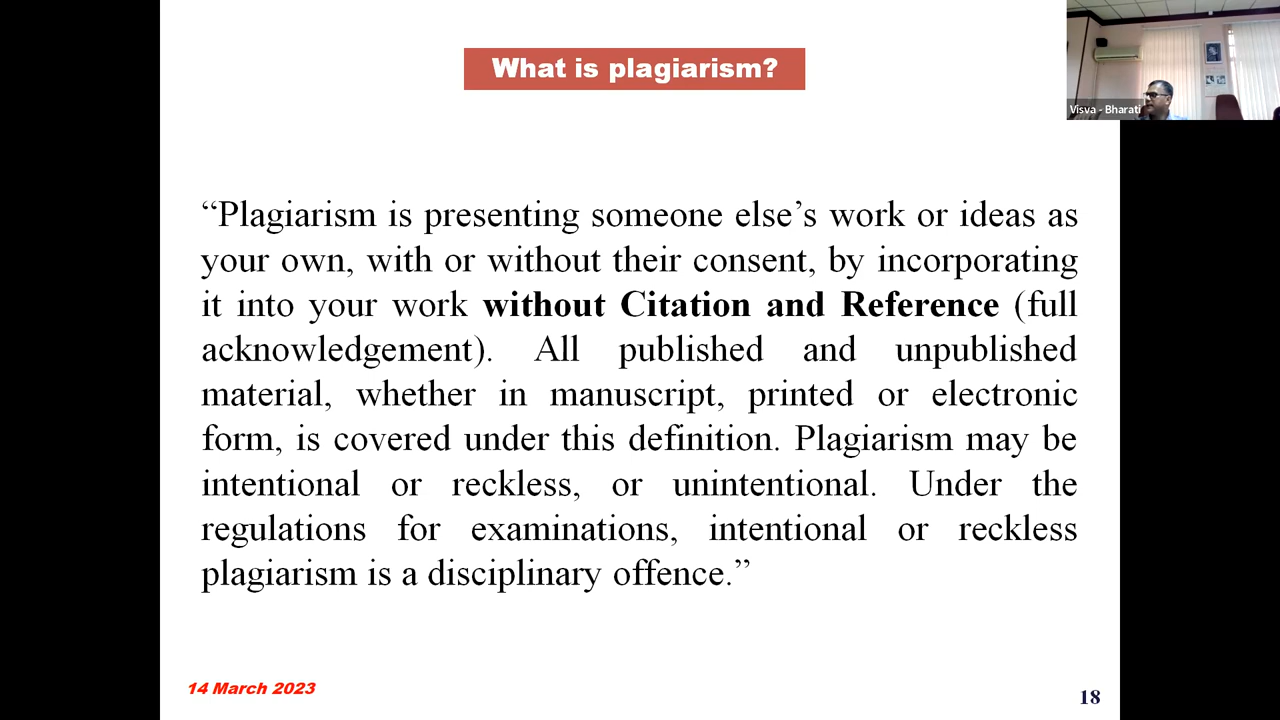 What is plagiarism?
Visva - Bharati
“Plagiarism is presenting someone else’s work or ideas as
your own, with or without their consent, by incorporating
it into your work without Citation and Reference (full
acknowledgement). All published and unpublished
material, whether in manuscript, printed or electronic
form, is covered under this definition. Plagiarism may be
intentional or reckless, or unintentional. Under the
regulations for examinations, intentional or reckless
plagiarism is a disciplinary offence.”
14 March 2023
18